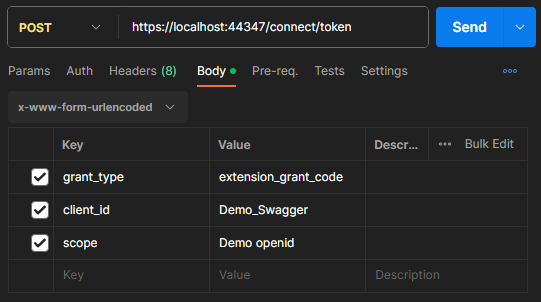 POST https://localhost:44347/connect/token Send
Params Auth Headers (8) Body Pre-req. Tests Settings
x-www-form-urlencoded
Key Value Descr... Bulk Edit
grant_type extension_grant_code
client_id Demo_Swagger
scope Demo openid
Key Value Description